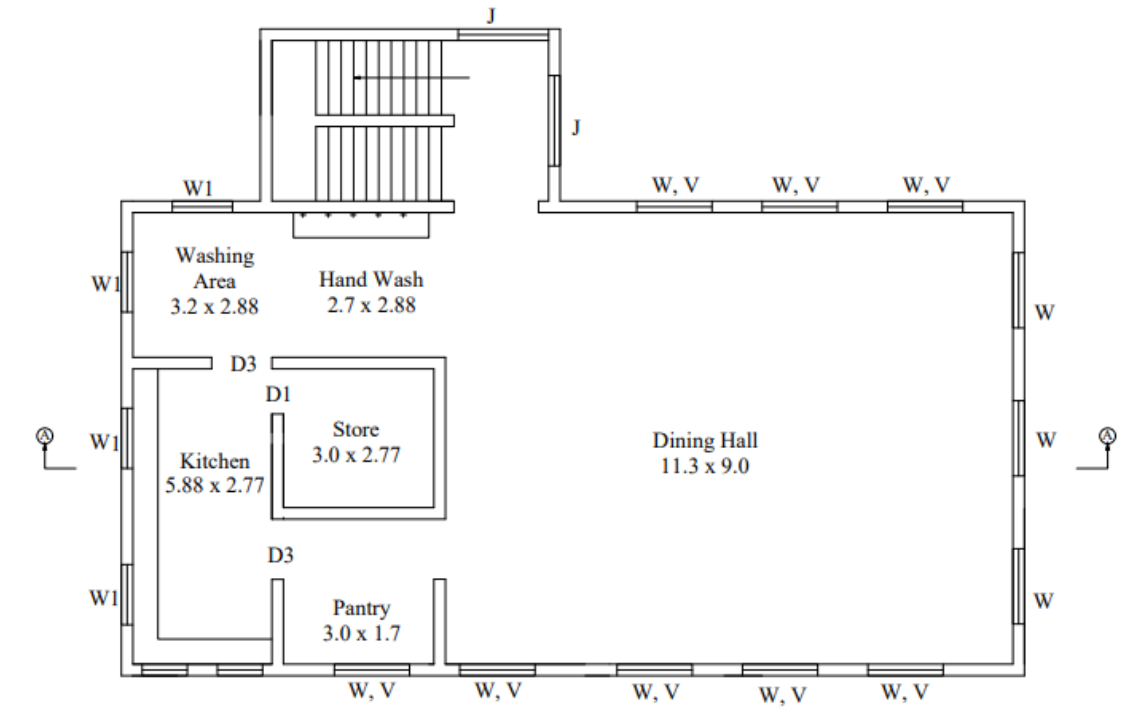 J
J
W1
W, V
W, V
W, V
Washing
Area
3.2 x 2.88
Hand Wash
2.7 x 2.88
W1
W
D3
D1
Store
3.0 x 2.77
A
W1
Kitchen
5.88 x 2.77
Dining Hall
11.3 x 9.0
W
A
D3
W1
Pantry
3.0 x 1.7
W
W, V
W, V
W, V
W, V
W, V